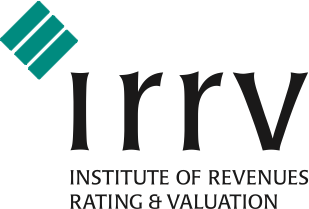 irrv
INSTITUTE OF REVENUES
RATING & VALUATION